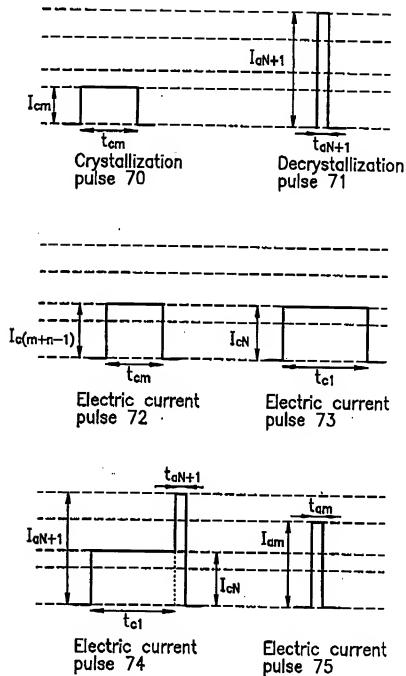 I_aN+1
I_cm
t_cm
t_aN+1
Crystallization
pulse 70
Decrystallization
pulse 71
I_c(m+n-1)
I_cN
t_cm
t_c1
Electric current
pulse 72
Electric current
pulse 73
t_aN+1
t_am
I_aN+1
I_am
I_cN
t_c1
Electric current
pulse 74
Electric current
pulse 75